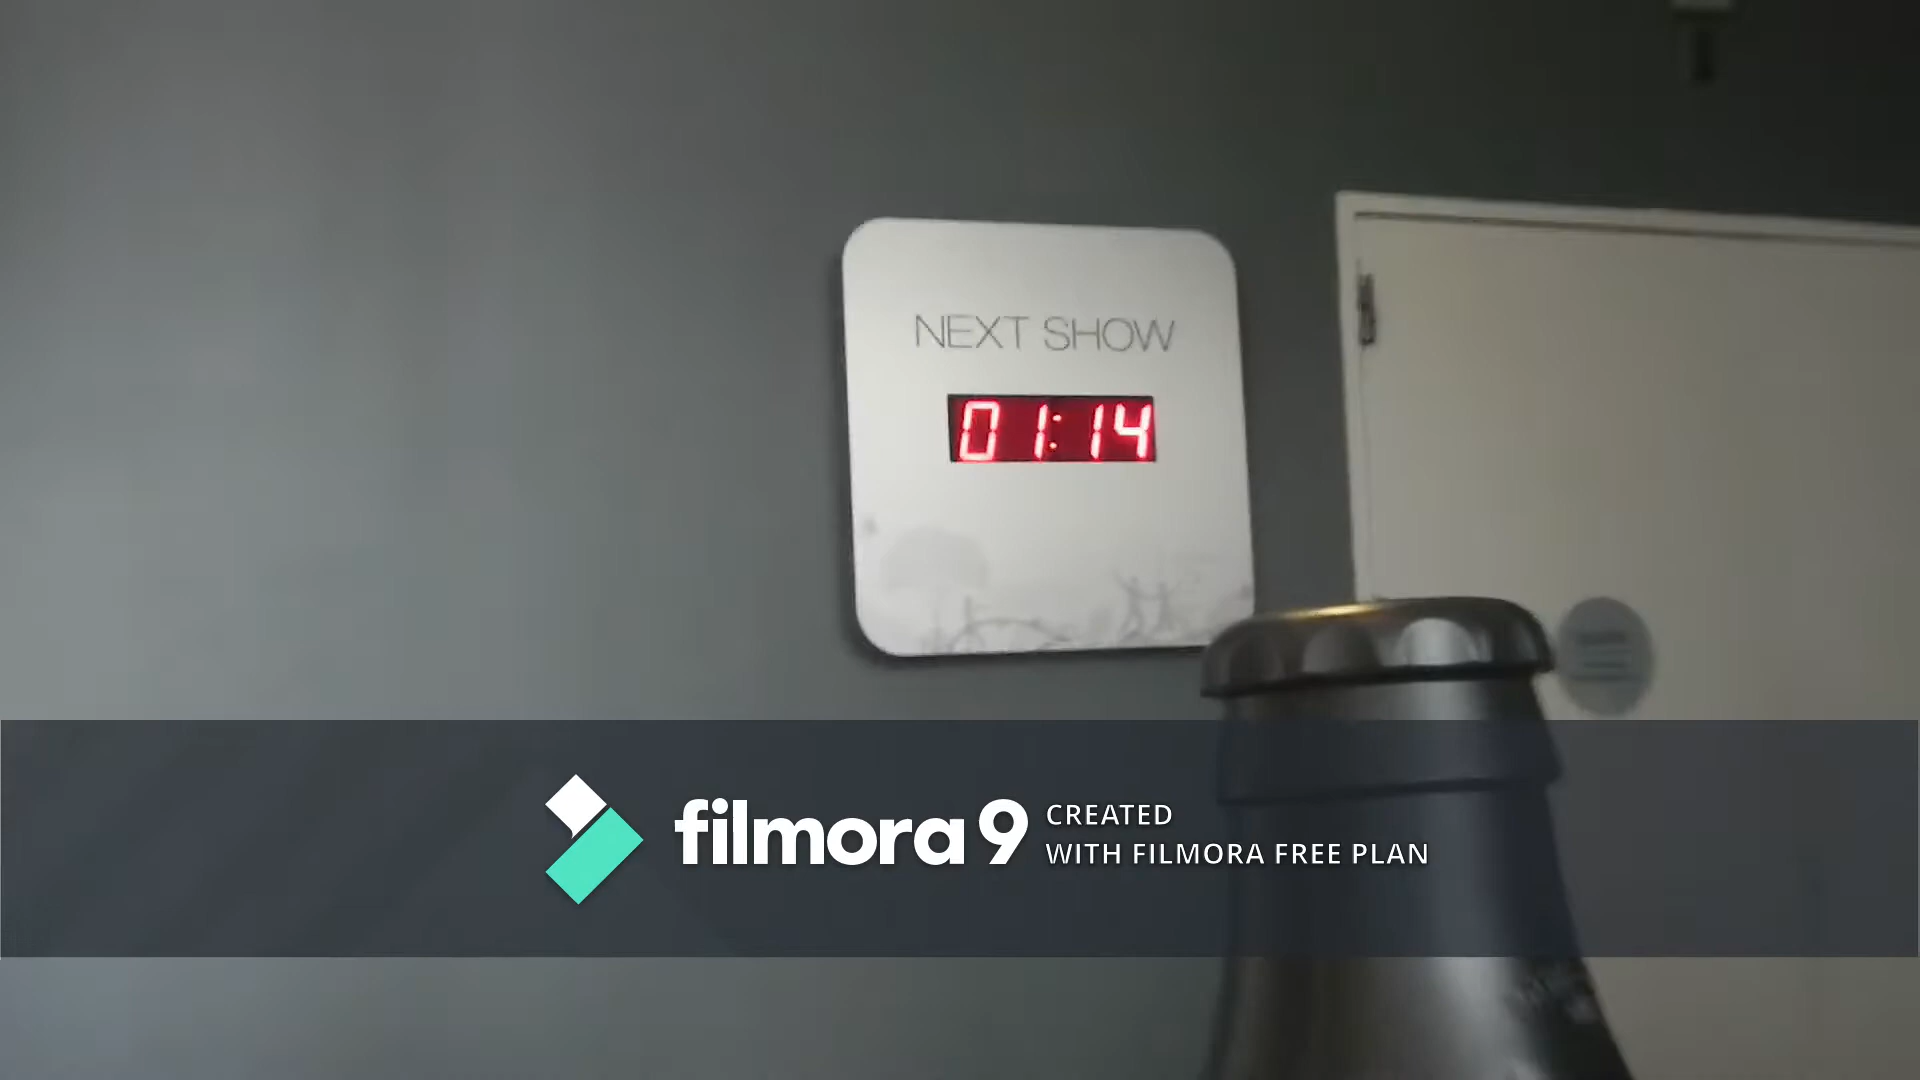 NEXT SHOW
01:14
filmora 9
CREATED
WITH FILMORA FREE PLAN